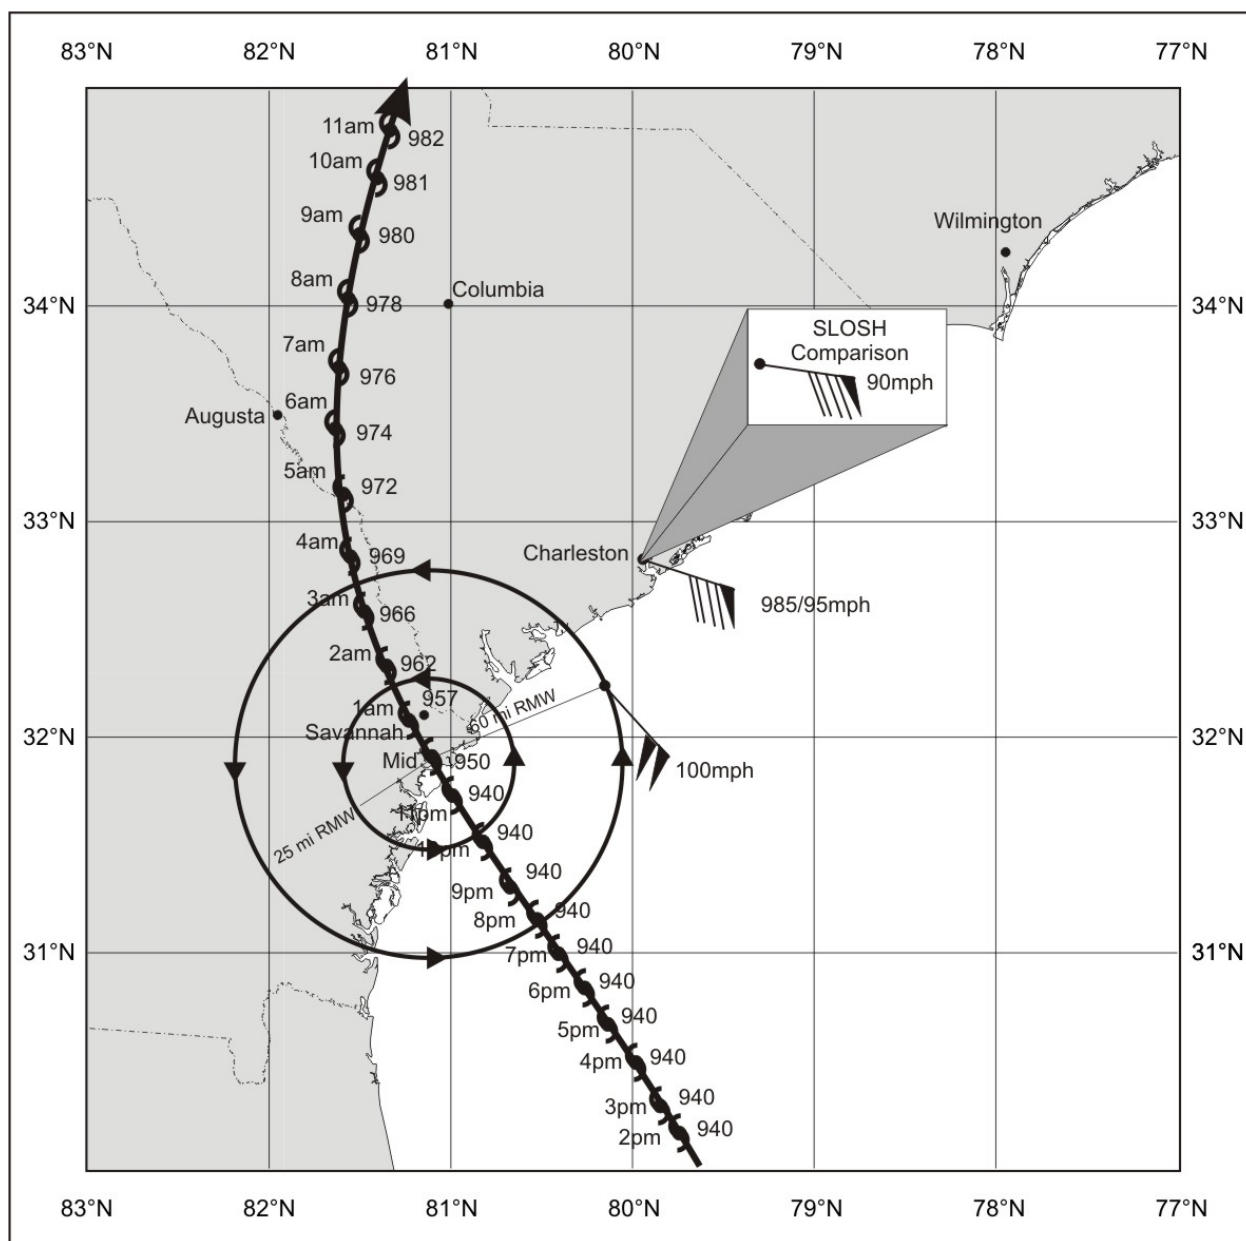 83°N 82°N 81°N 80°N 79°N 78°N 77°N
11am 982
10am 981
9am 980
Wilmington
8am 978
Columbia
34°N 34°N
SLOSH
Comparison
90mph
7am 976
6am 974
Augusta
5am 972
33°N 33°N
4am 969
Charleston
985/95mph
3am 966
2am 962
957
1am
60 mi RMW
Savannah
32°N 32°N
Mid 950
100mph
940
11pm
25 mi RMW
940
pm
940
9pm
940
8pm
31°N 31°N
940
7pm
940
6pm
940
5pm
940
4pm
940
3pm
940
2pm
83°N 82°N 81°N 80°N 79°N 78°N 77°N